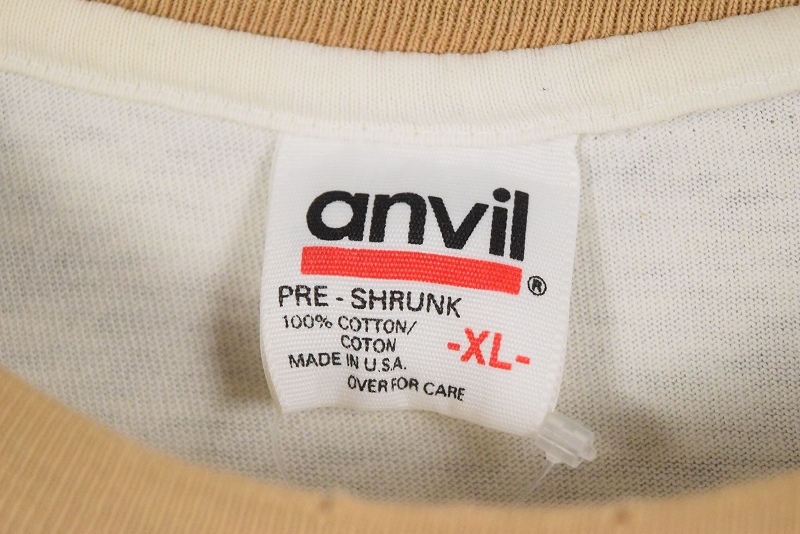 anvil
®
PRE - SHRUNK
100% COTTON/
COTON
-XL-
MADE IN U.S.A.
OVER FOR CARE